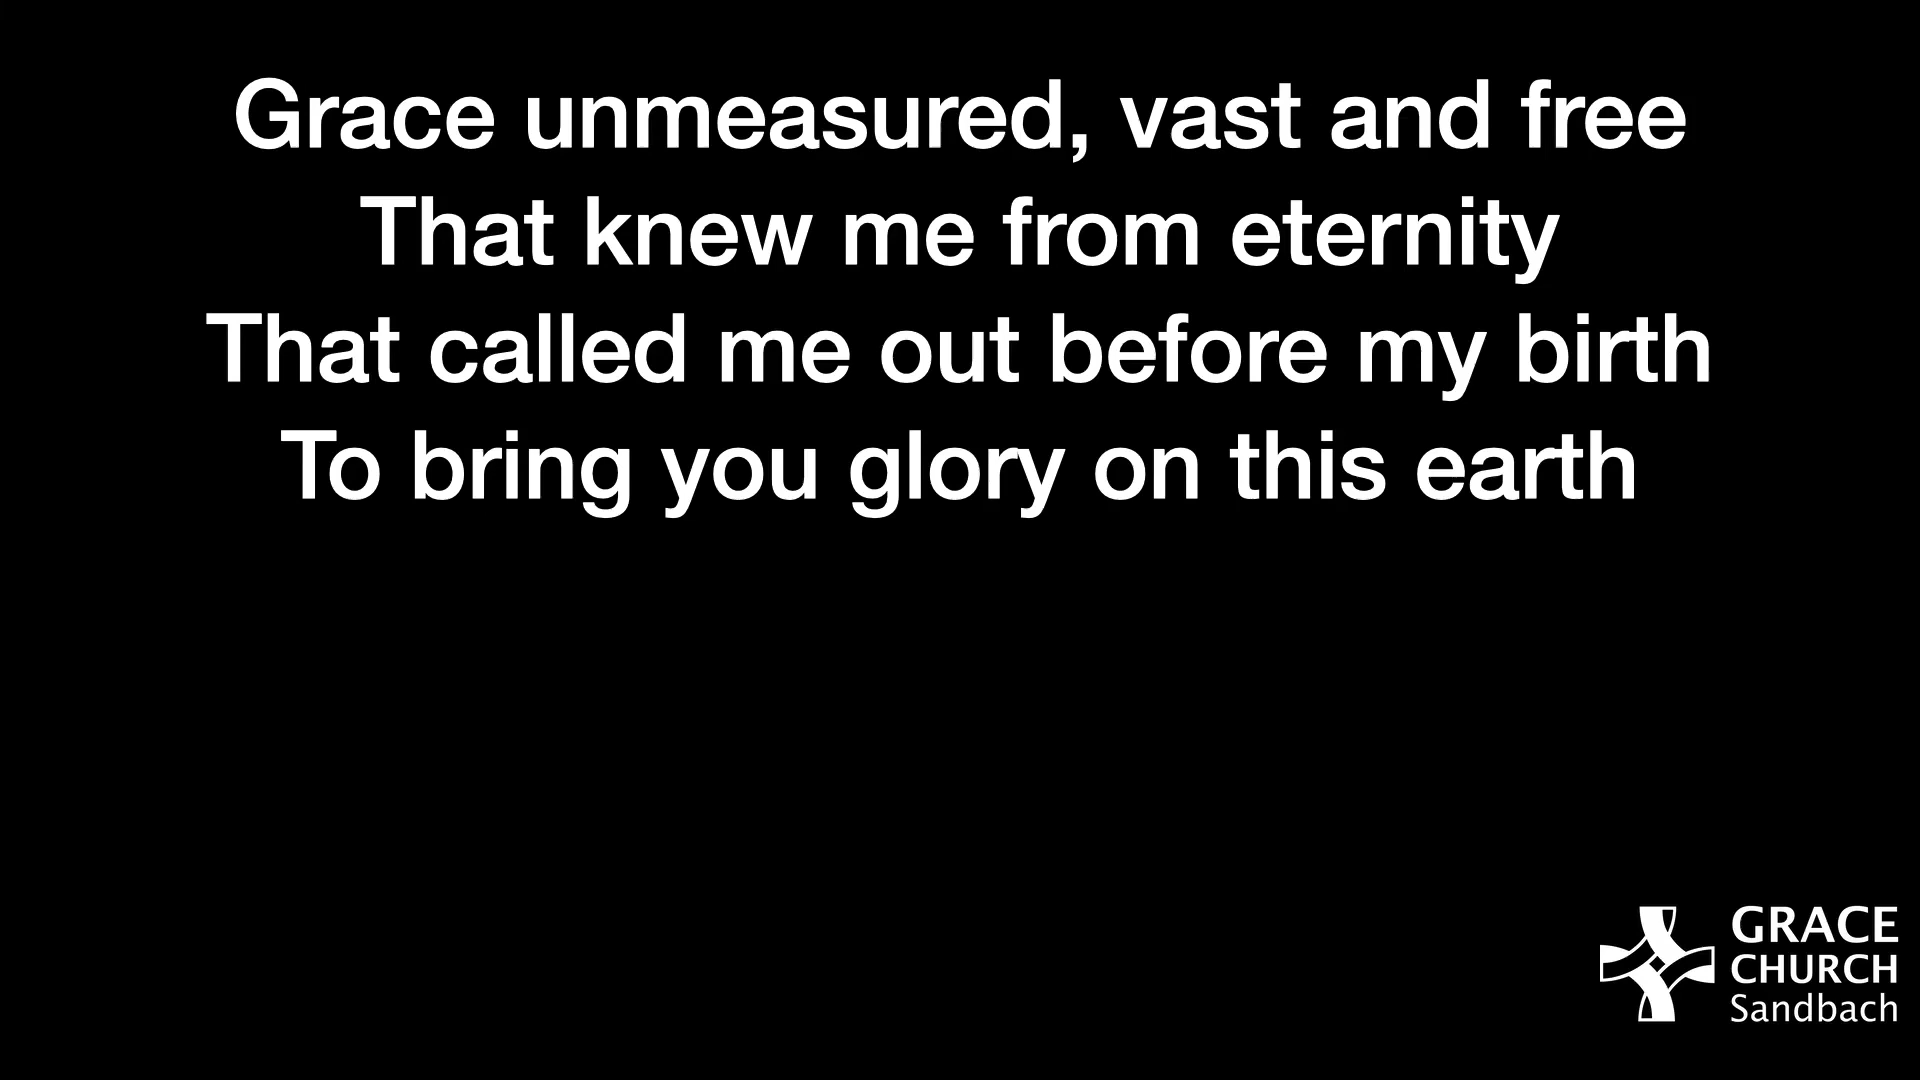 Grace unmeasured, vast and free
That knew me from eternity
That called me out before my birth
To bring you glory on this earth
GRACE
CHURCH
Sandbach